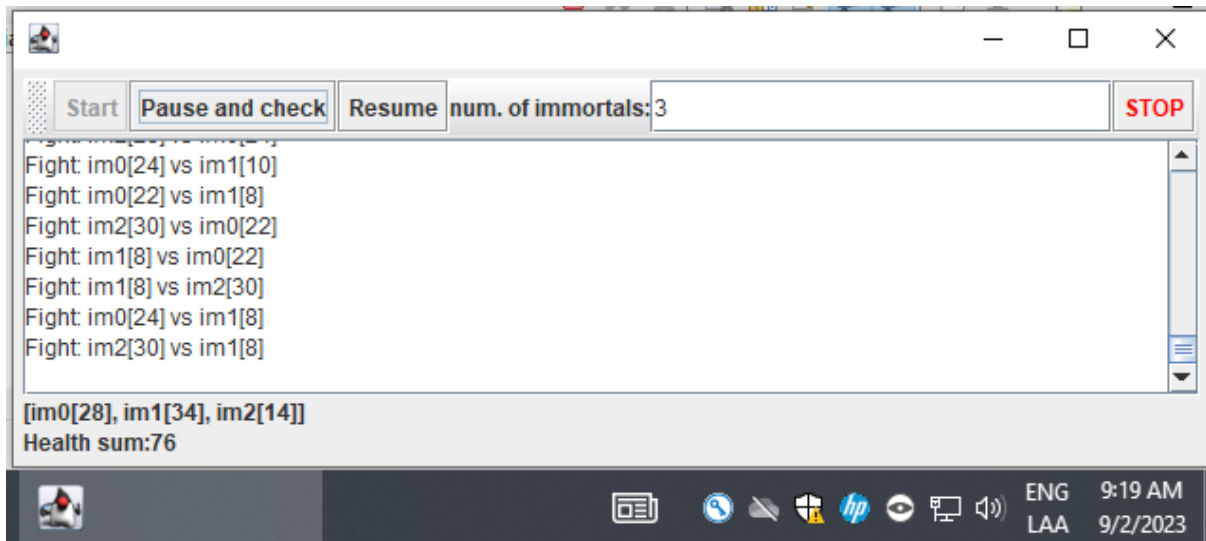 Start Pause and check Resume num. of immortals: 3 STOP
Fight: im0[24] vs im1[10]
Fight: im0[22] vs im1[8]
Fight: im2[30] vs im0[22]
Fight: im1[8] vs im0[22]
Fight: im1[8] vs im2[30]
Fight: im0[24] vs im1[8]
Fight: im2[30] vs im1[8]
[im0[28], im1[34], im2[14]]
Health sum:76
hp
ENG 9:19 AM
LAA 9/2/2023